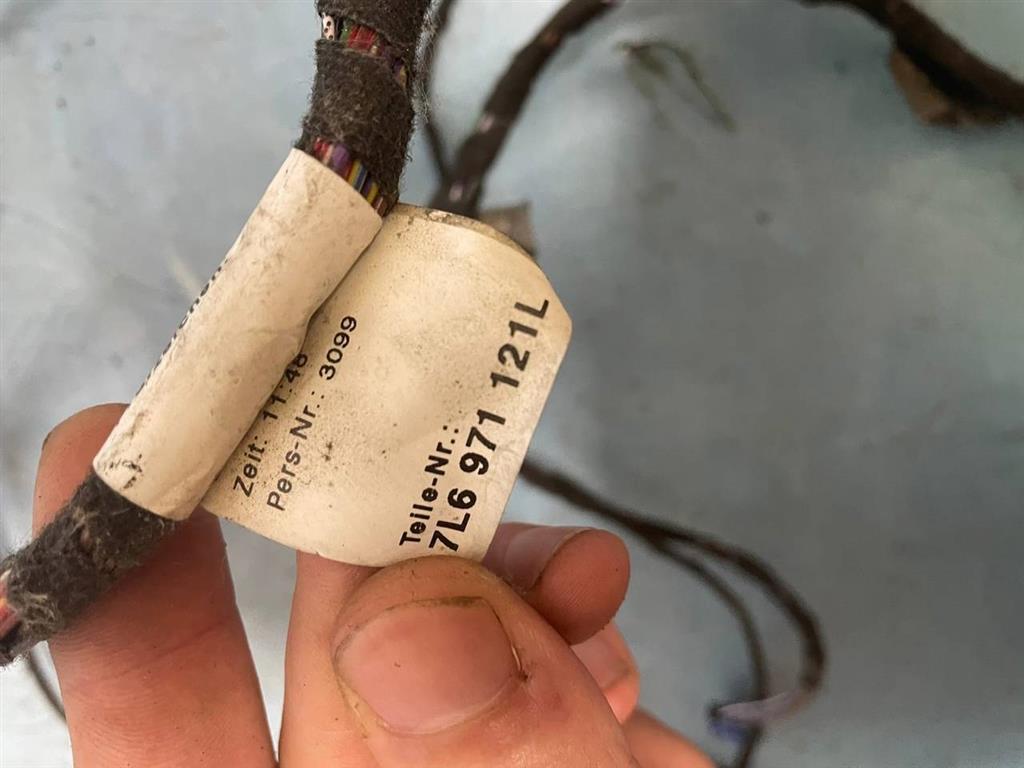 Zeit: 11:48
Pers-Nr.: 3099
Teile-Nr.:
7L6 971 121L